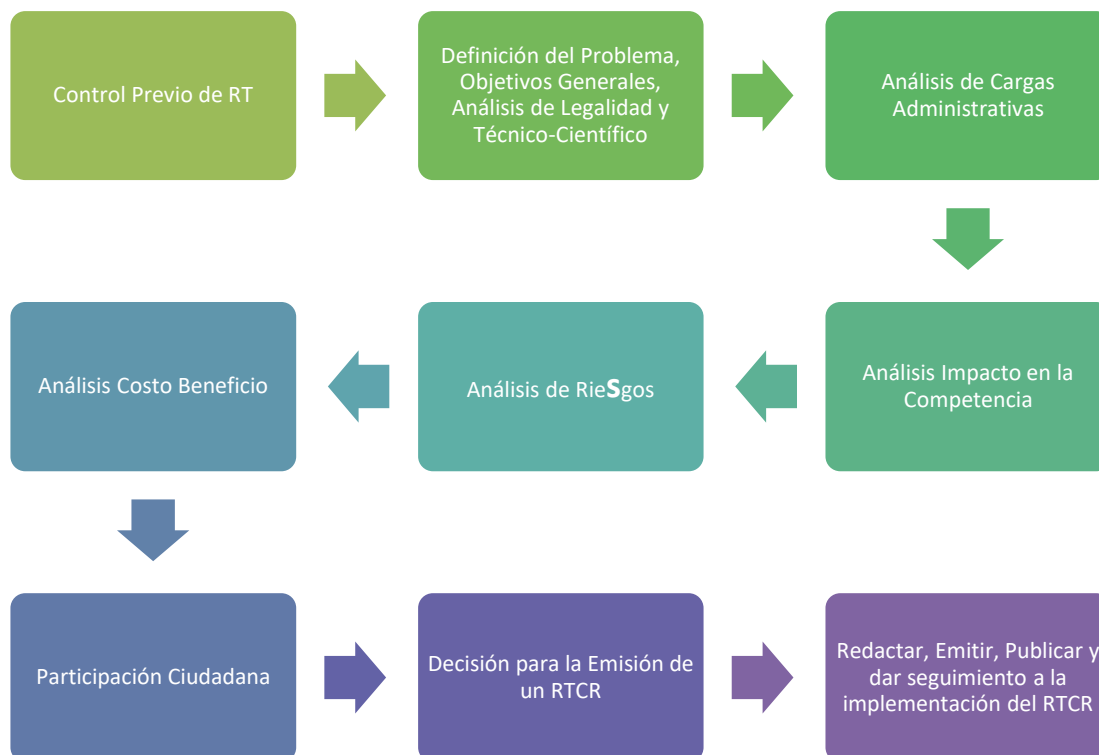 Control Previo de RT
Definición del Problema,
Objetivos Generales,
Análisis de Legalidad y
Técnico-Científico
Análisis de Cargas
Administrativas
Análisis Impacto en la
Competencia
Análisis de RieSgos
Análisis Costo Beneficio
Participación Ciudadana
Decisión para la Emisión de
un RTCR
Redactar, Emitir, Publicar y
dar seguimiento a la
implementación del RTCR